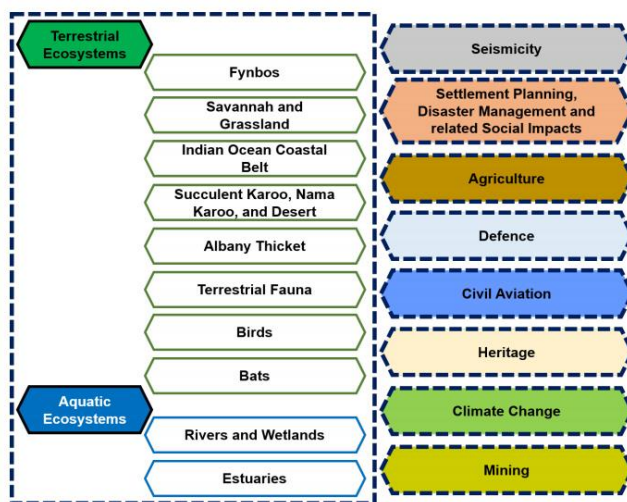 Terrestrial
Ecosystems
Fynbos
Savannah and
Grassland
Indian Ocean Coastal
Belt
Succulent Karoo, Nama
Karoo, and Desert
Albany Thicket
Terrestrial Fauna
Birds
Bats
Aquatic
Ecosystems
Rivers and Wetlands
Estuaries
Seismicity
Settlement Planning,
Disaster Management and
related Social Impacts
Agriculture
Defence
Civil Aviation
Heritage
Climate Change
Mining